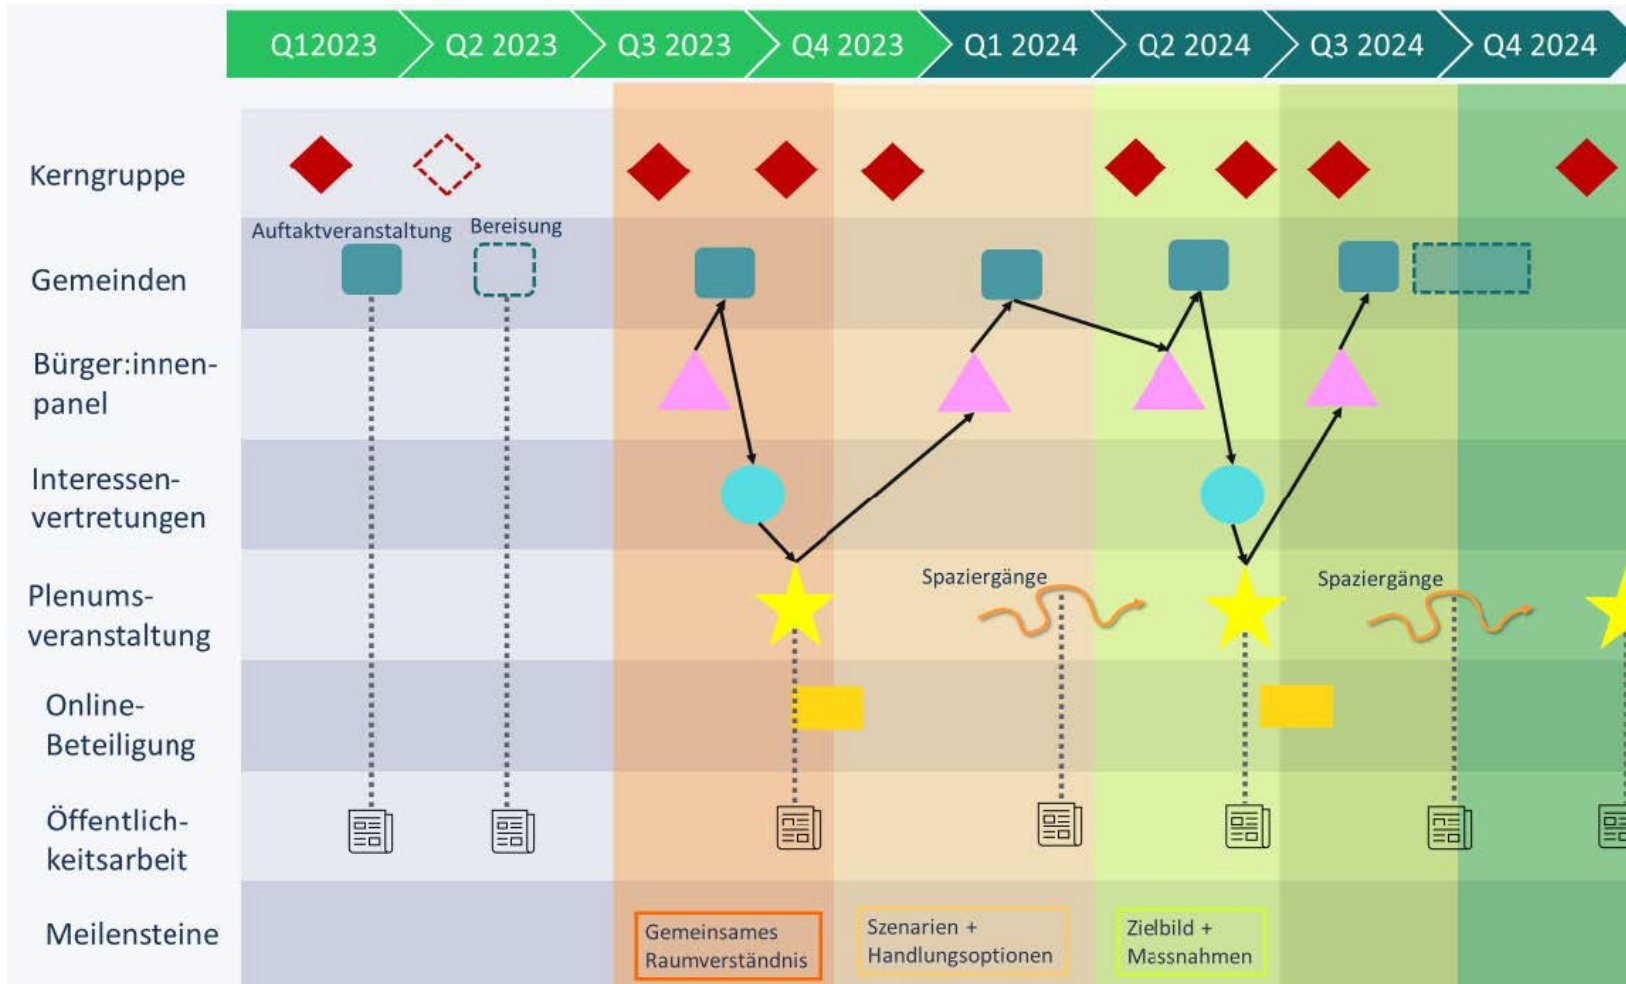 Q12023
Q2 2023
Q3 2023
Q4 2023
Q1 2024
Q2 2024
Q3 2024
Q4 2024
Kerngruppe
Auftaktveranstaltung
Bereisung
Gemeinden
Bürger:innen-
panel
Interessen-
vertretungen
Plenums-
veranstaltung
Spaziergänge
Spaziergänge
Online-
Beteiligung
Öffentlich-
keitsarbeit
Meilensteine
Gemeinsames
Raumverständnis
Szenarien +
Handlungsoptionen
Zielbild +
Massnahmen